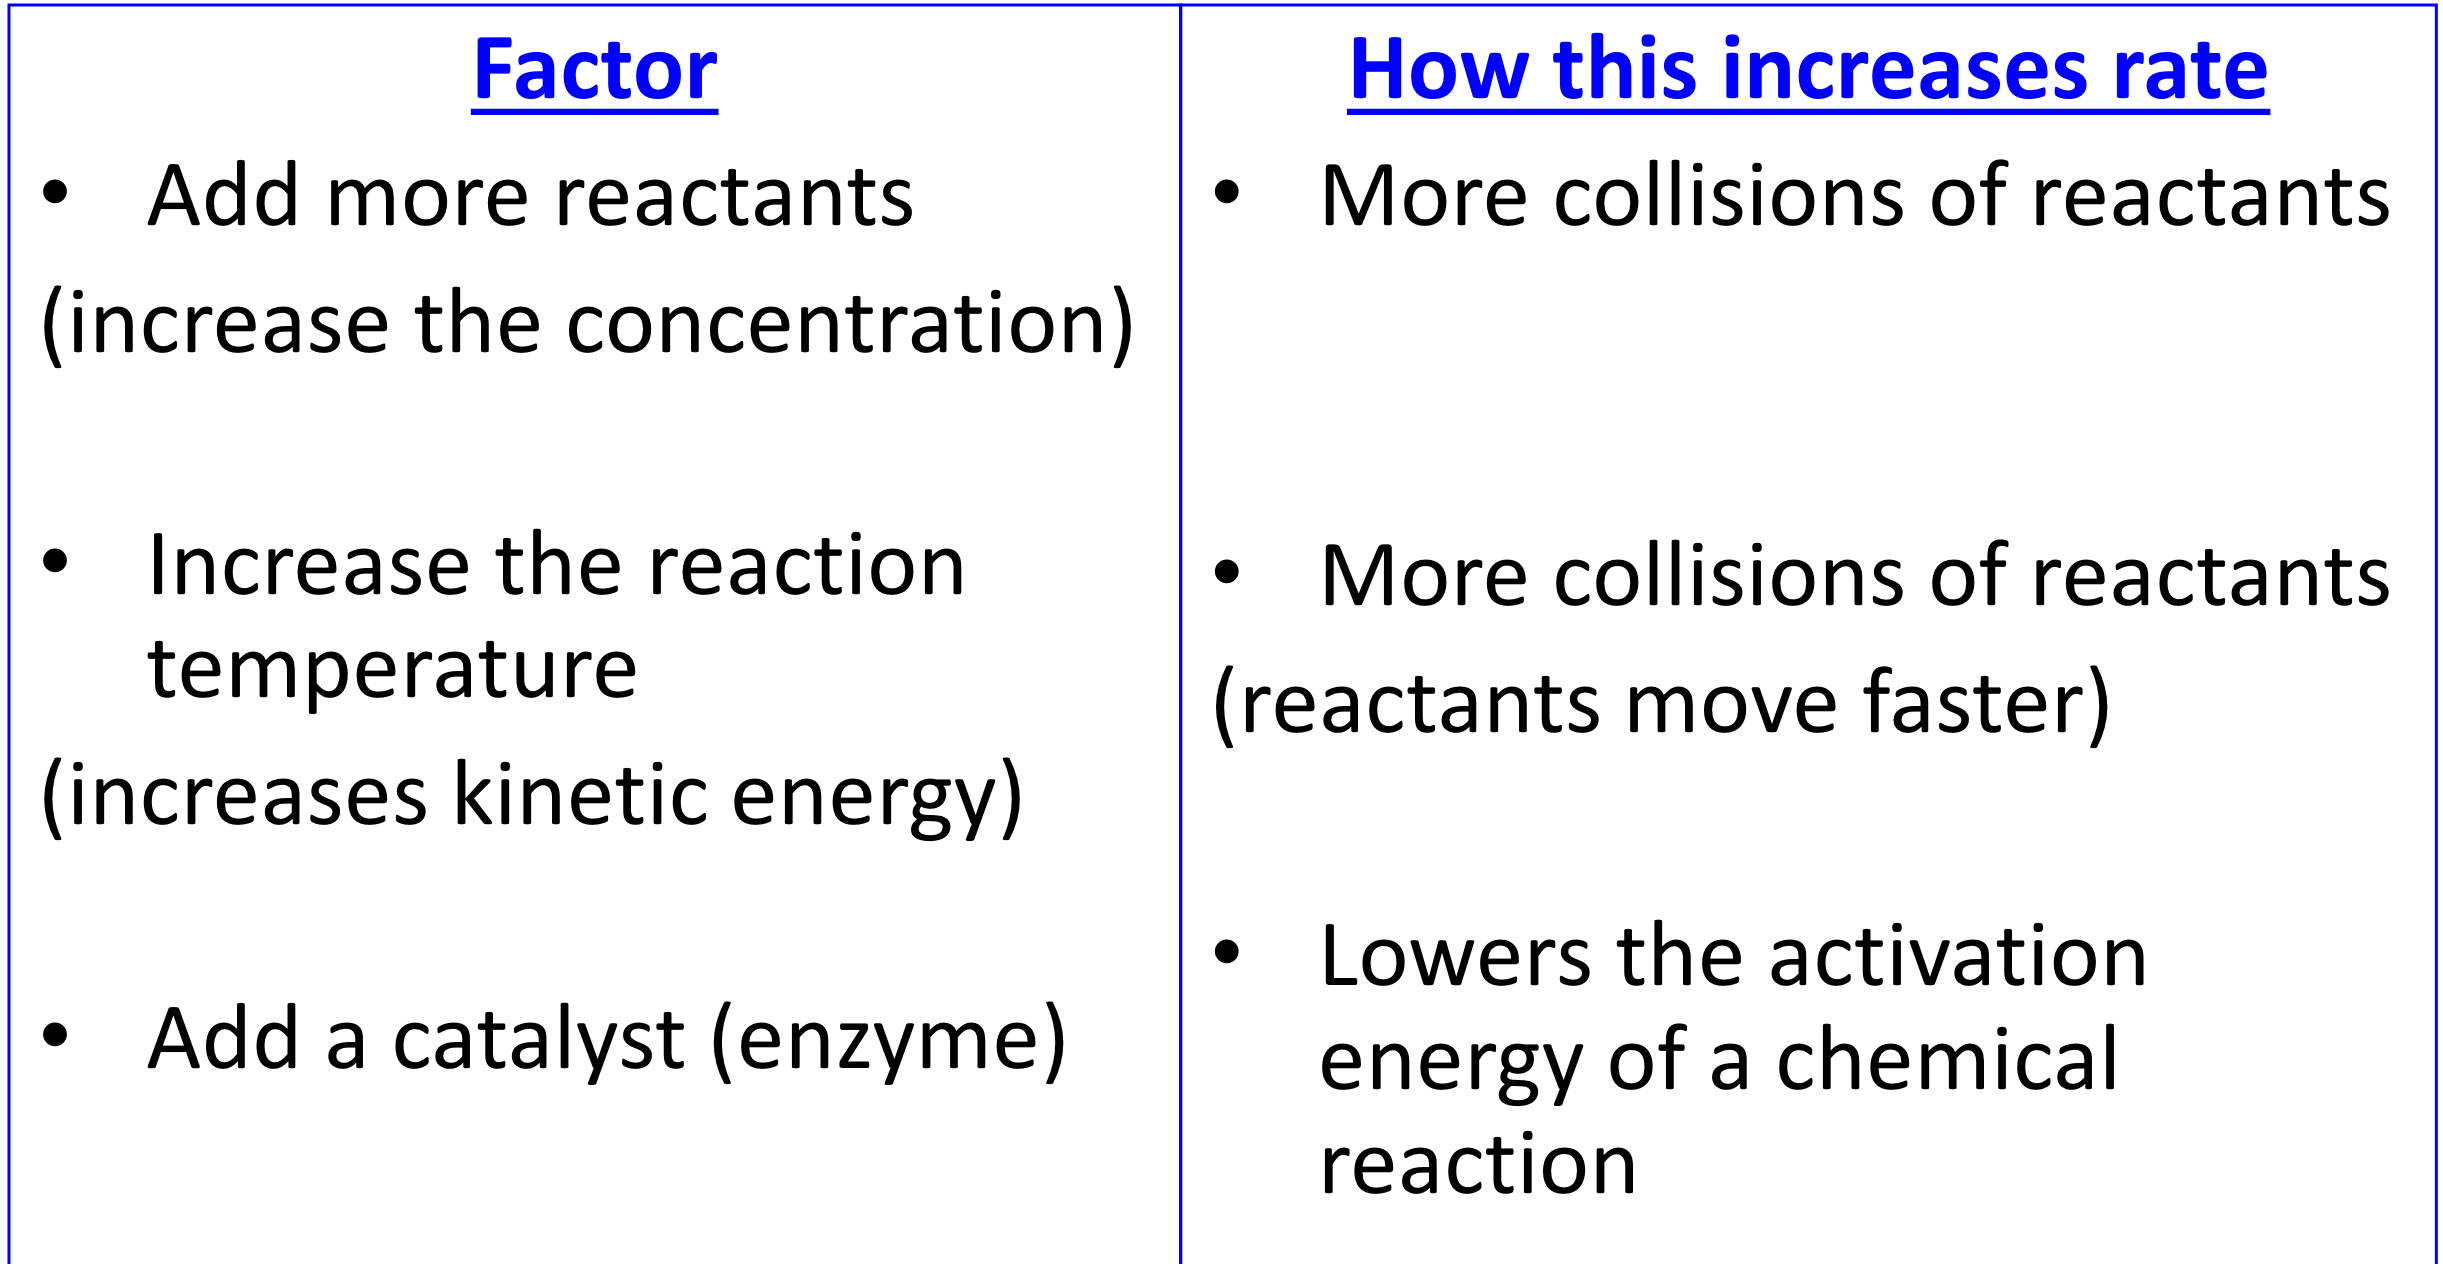 Factor
• Add more reactants
(increase the concentration)
• Increase the reaction
temperature
(increases kinetic energy)
• Add a catalyst (enzyme)
How this increases rate
• More collisions of reactants
• More collisions of reactants
(reactants move faster)
• Lowers the activation
energy of a chemical
reaction